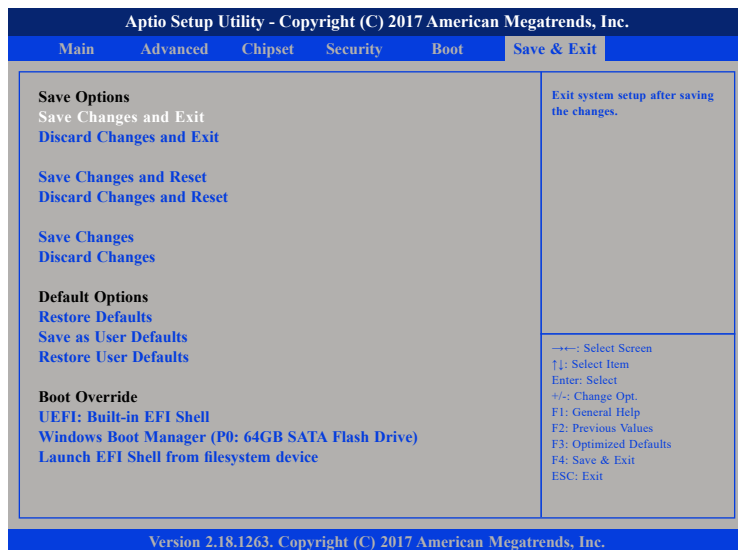 Aptio Setup Utility - Copyright (C) 2017 American Megatrends, Inc.
Main Advanced Chipset Security Boot Save & Exit
Save Options
Save Changes and Exit
Discard Changes and Exit
Save Changes and Reset
Discard Changes and Reset
Save Changes
Discard Changes
Default Options
Restore Defaults
Save as User Defaults
Restore User Defaults
Boot Override
UEFI: Built-in EFI Shell
Windows Boot Manager (P0: 64GB SATA Flash Drive)
Launch EFI Shell from filesystem device
Exit system setup after saving
the changes.
→←: Select Screen
↑↓: Select Item
Enter: Select
+/-: Change Opt.
F1: General Help
F2: Previous Values
F3: Optimized Defaults
F4: Save & Exit
ESC: Exit
Version 2.18.1263. Copyright (C) 2017 American Megatrends, Inc.